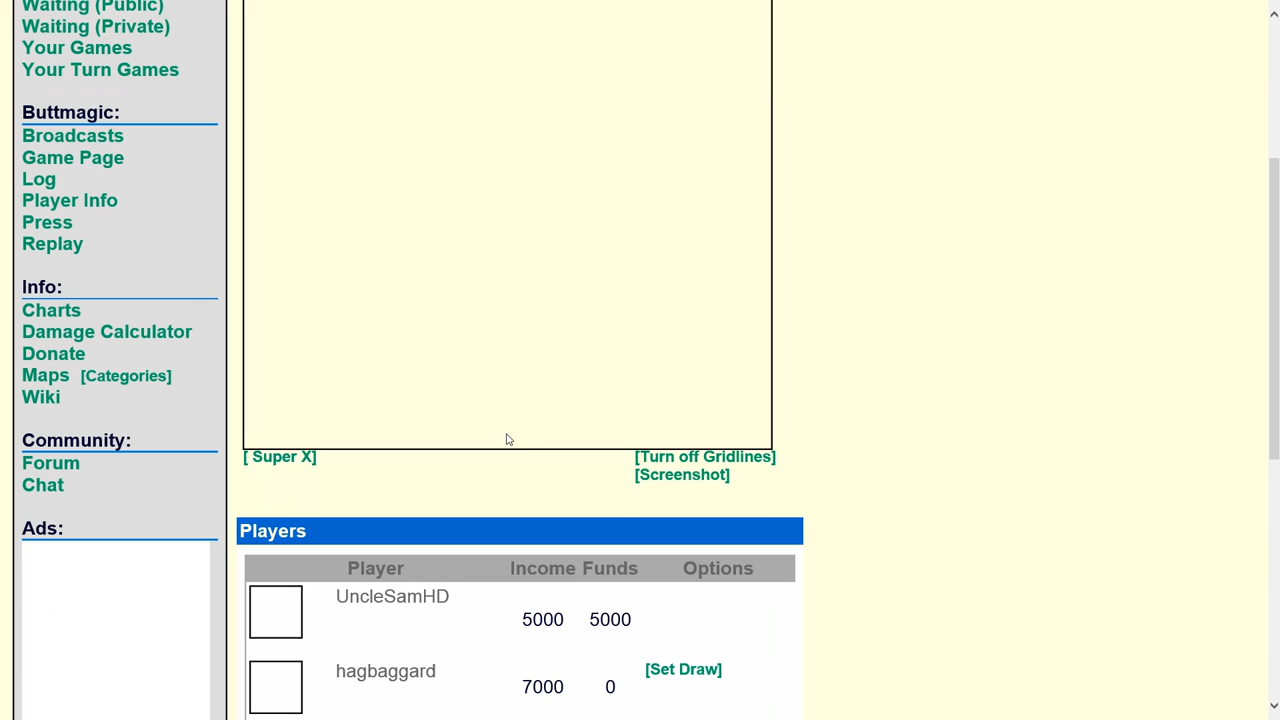 Waiting (Public)
Waiting (Private)
Your Games
Your Turn Games
Buttmagic:
Broadcasts
Game Page
Log
Player Info
Press
Replay
Info:
Charts
Damage Calculator
Donate
Maps [Categories]
Wiki
Community:
Forum
Chat
Ads:
[ Super X]
[Turn off Gridlines]
[Screenshot]
Players
Player Income Funds Options
UncleSamHD
5000 5000
hagbaggard
[Set Draw]
7000 0